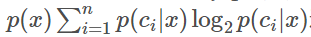 p(x) ∑_{i=1}^{n} p(c_i|x) log_2 p(c_i|x)